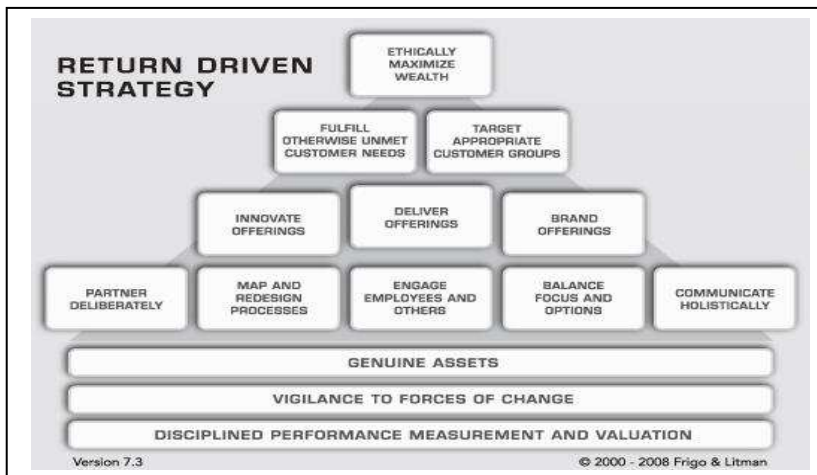 RETURN DRIVEN
STRATEGY
ETHICALLY
MAXIMIZE
WEALTH
FULFILL
OTHERWISE UNMET
CUSTOMER NEEDS
TARGET
APPROPRIATE
CUSTOMER GROUPS
INNOVATE
OFFERINGS
DELIVER
OFFERINGS
BRAND
OFFERINGS
PARTNER
DELIBERATELY
MAP AND
REDESIGN
PROCESSES
ENGAGE
EMPLOYEES AND
OTHERS
BALANCE
FOCUS AND
OPTIONS
COMMUNICATE
HOLISTICALLY
GENUINE ASSETS
VIGILANCE TO FORCES OF CHANGE
DISCIPLINED PERFORMANCE MEASUREMENT AND VALUATION
Version 7.3
© 2000 - 2008 Frigo & Litman